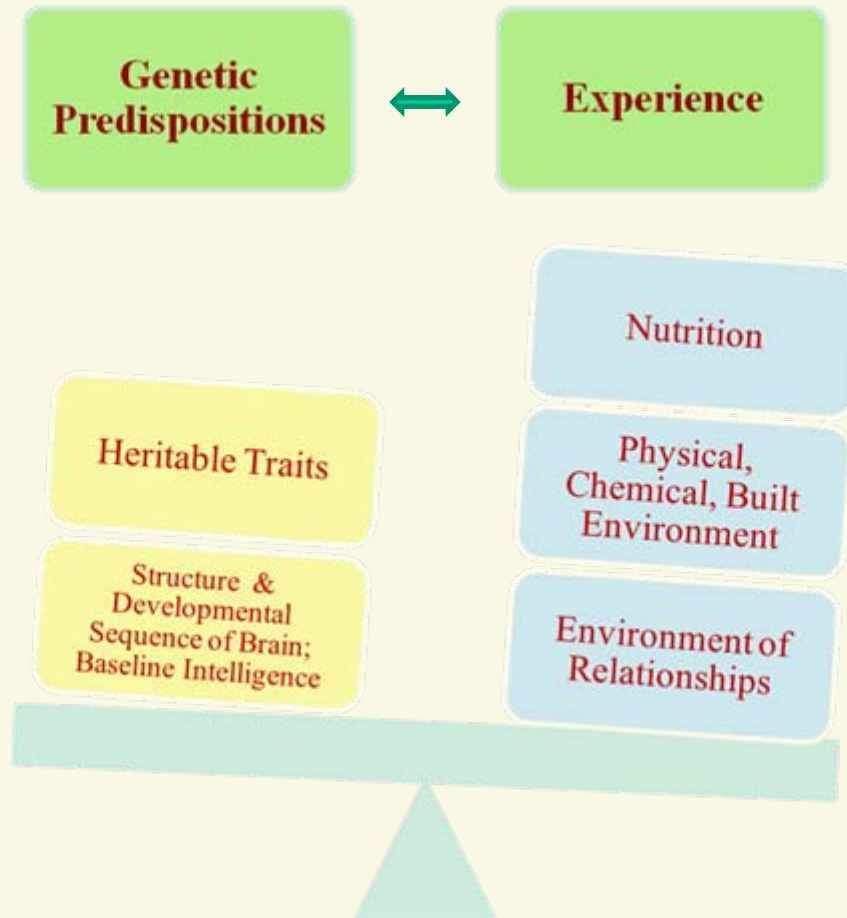 Genetic
Predispositions
Experience
Nutrition
Heritable Traits
Physical,
Chemical, Built
Environment
Structure &
Developmental
Sequence of Brain;
Baseline Intelligence
Environment of
Relationships